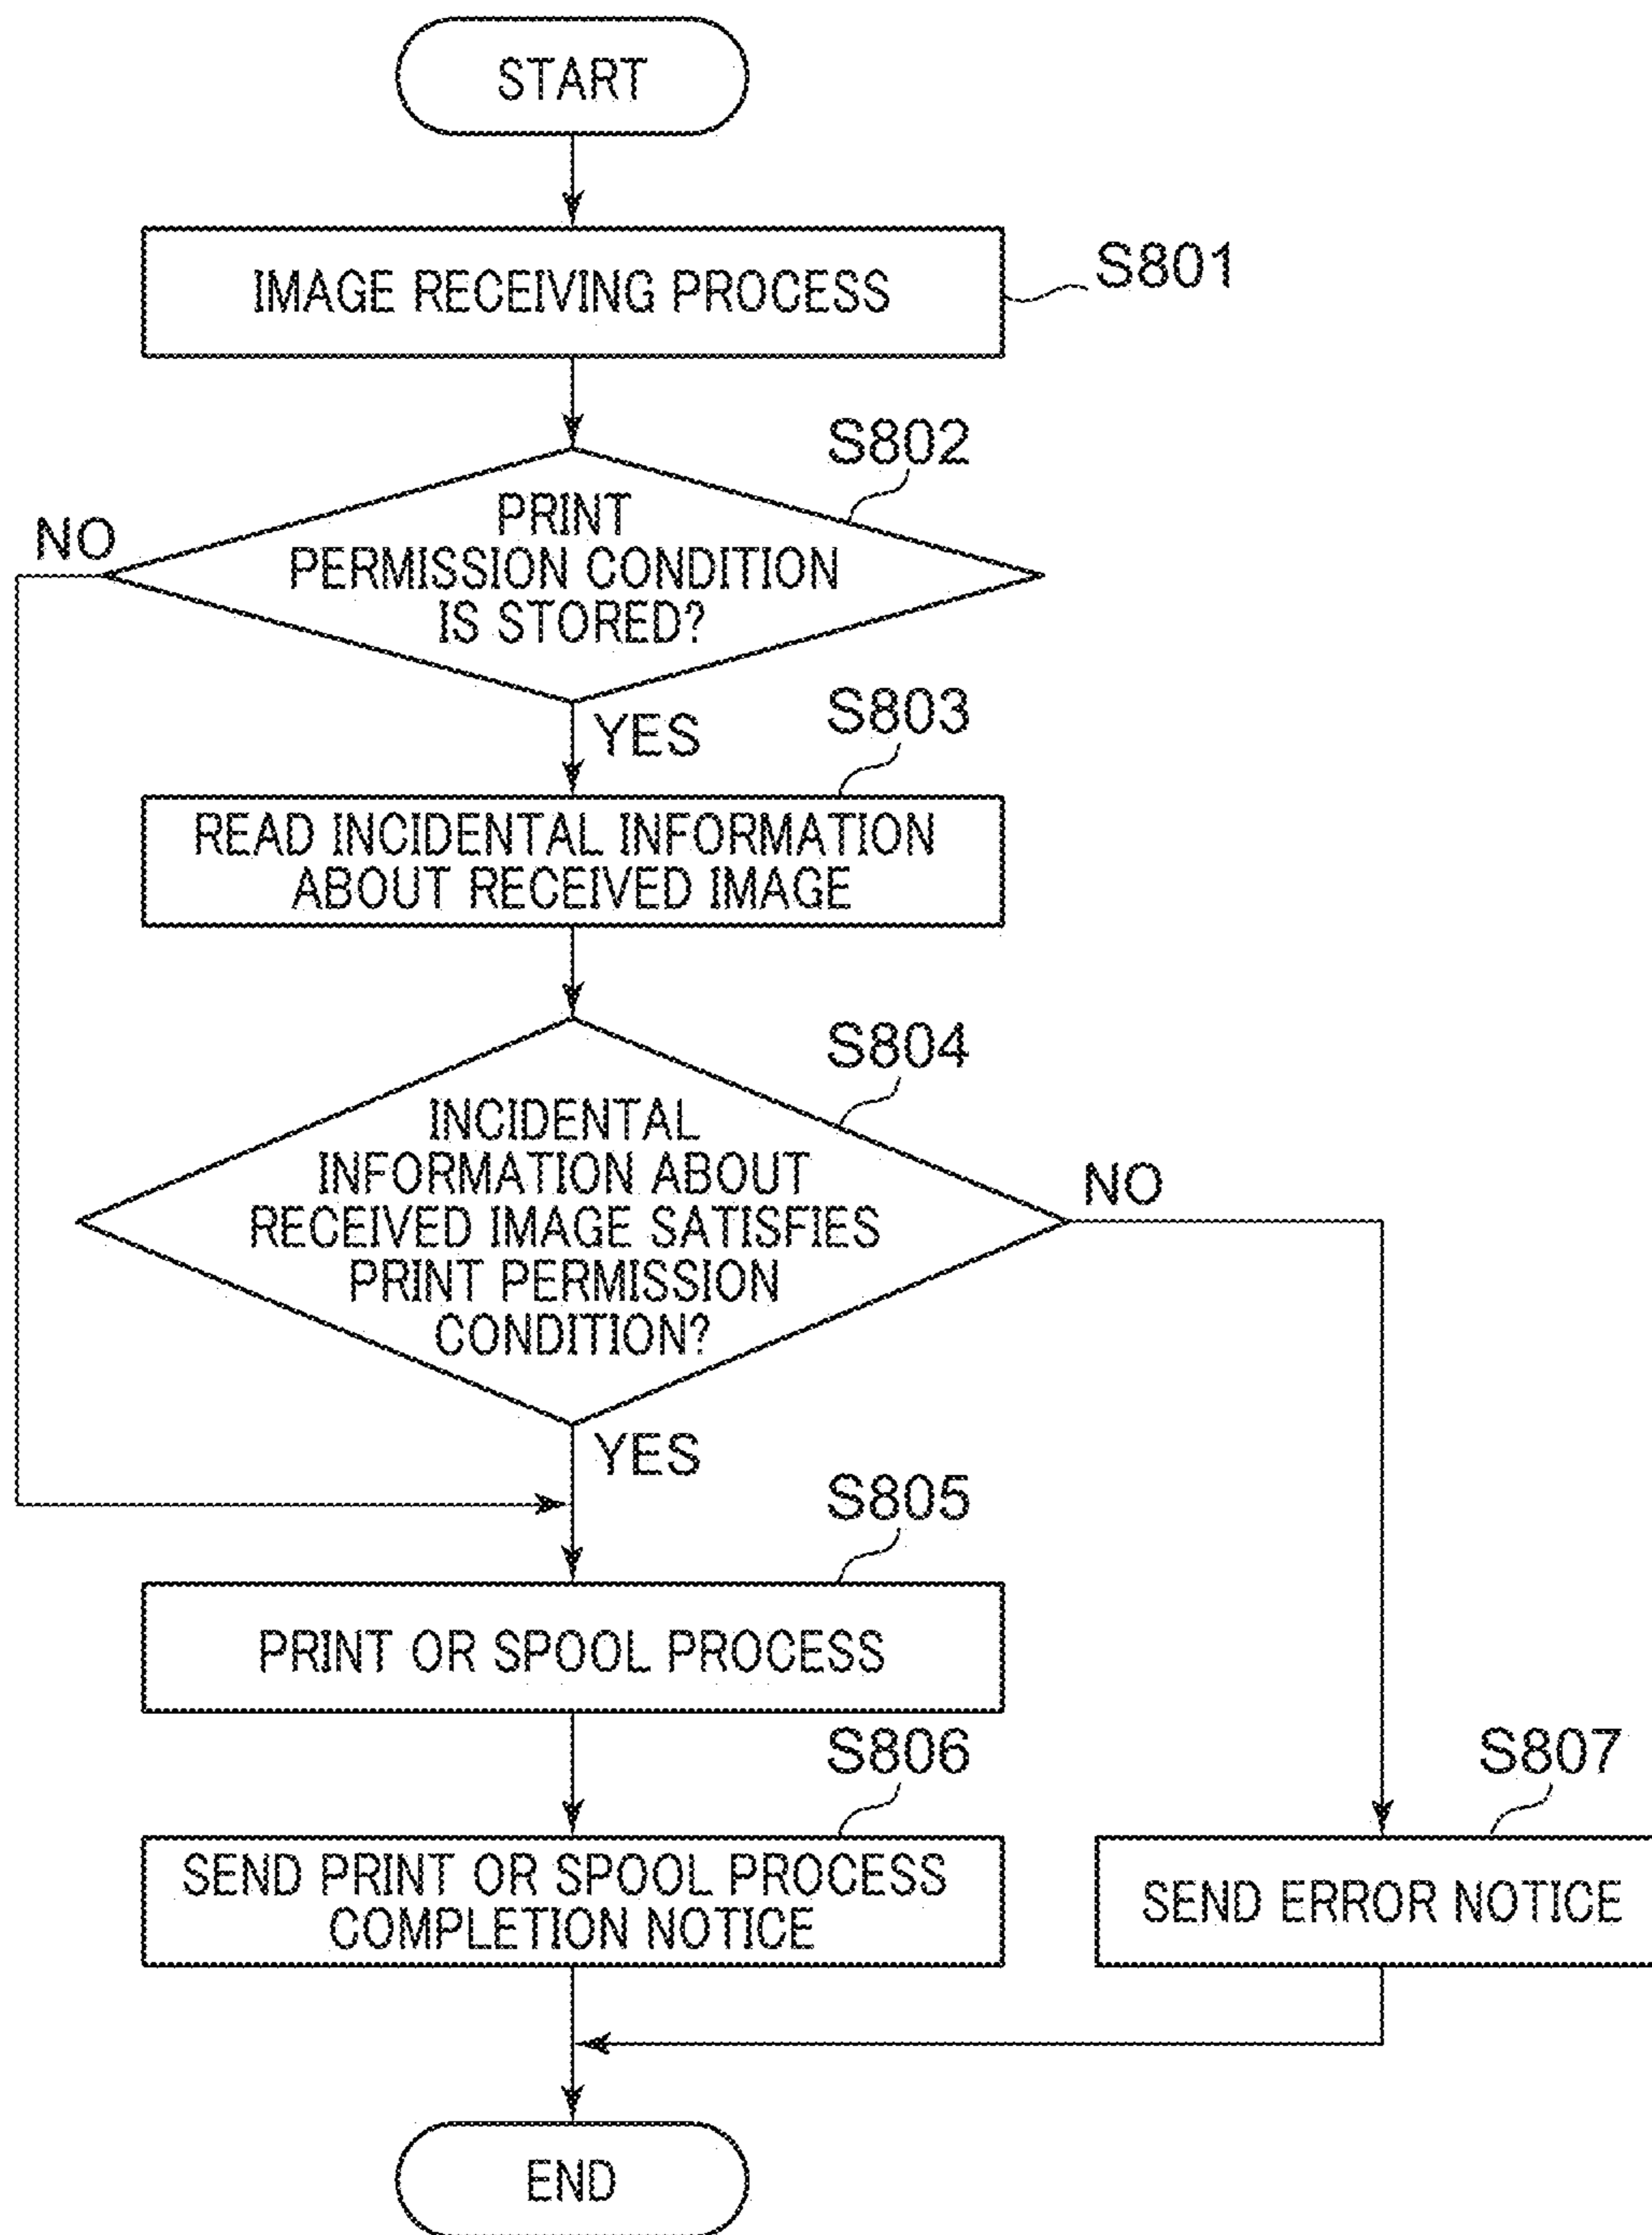 START
IMAGE RECEIVING PROCESS
S801
S802
PRINT
PERMISSION CONDITION
IS STORED?
NO
YES
S803
READ INCIDENTAL INFORMATION
ABOUT RECEIVED IMAGE
S804
INCIDENTAL
INFORMATION ABOUT
RECEIVED IMAGE SATISFIES
PRINT PERMISSION
CONDITION?
NO
YES
S805
PRINT OR SPOOL PROCESS
S806
SEND PRINT OR SPOOL PROCESS
COMPLETION NOTICE
S807
SEND ERROR NOTICE
END